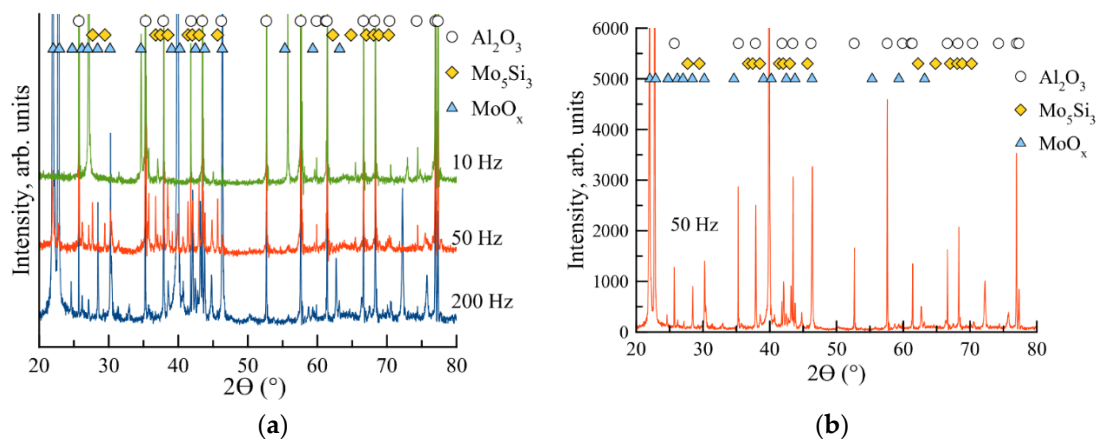 Intensity, arb. units
Al₂O₃
Mo₅Si₃
MoOₓ
10 Hz
50 Hz
200 Hz
20 30 40 50 60 70 80
2Θ (°)
(a)
Intensity, arb. units
6000
5000
4000
3000
2000
1000
0
Al₂O₃
Mo₅Si₃
MoOₓ
50 Hz
20 30 40 50 60 70 80
2Θ (°)
(b)